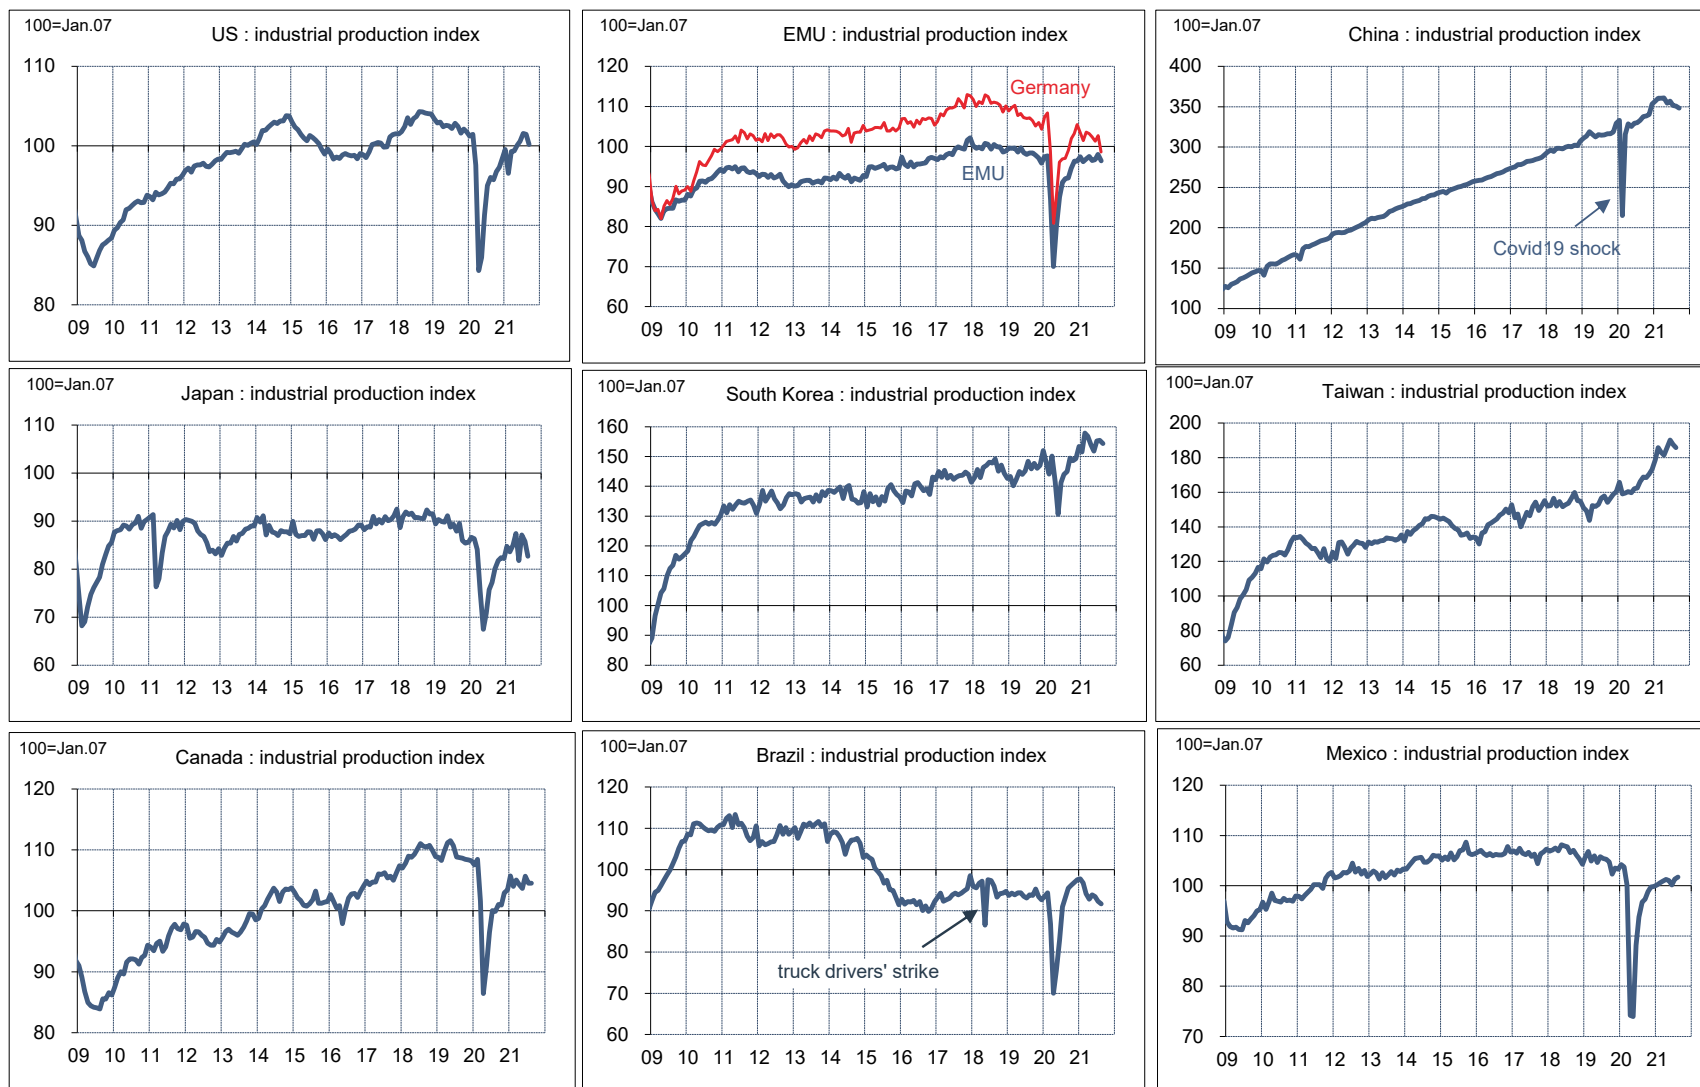 100=Jan.07
US : industrial production index
110
100
90
80
09 10 11 12 13 14 15 16 17 18 19 20 21
100=Jan.07
EMU : industrial production index
120
110
100
90
80
70
60
Germany
EMU
09 10 11 12 13 14 15 16 17 18 19 20 21
100=Jan.07
China : industrial production index
400
350
300
250
200
150
100
Covid19 shock
09 10 11 12 13 14 15 16 17 18 19 20 21
100=Jan.07
Japan : industrial production index
110
100
90
80
70
60
09 10 11 12 13 14 15 16 17 18 19 20 21
100=Jan.07
South Korea : industrial production index
160
150
140
130
120
110
100
90
80
09 10 11 12 13 14 15 16 17 18 19 20 21
100=Jan.07
Taiwan : industrial production index
200
180
160
140
120
100
80
60
09 10 11 12 13 14 15 16 17 18 19 20 21
100=Jan.07
Canada : industrial production index
120
110
100
90
80
09 10 11 12 13 14 15 16 17 18 19 20 21
100=Jan.07
Brazil : industrial production index
120
110
100
90
80
70
60
truck drivers' strike
09 10 11 12 13 14 15 16 17 18 19 20 21
100=Jan.07
Mexico : industrial production index
120
110
100
90
80
70
09 10 11 12 13 14 15 16 17 18 19 20 21